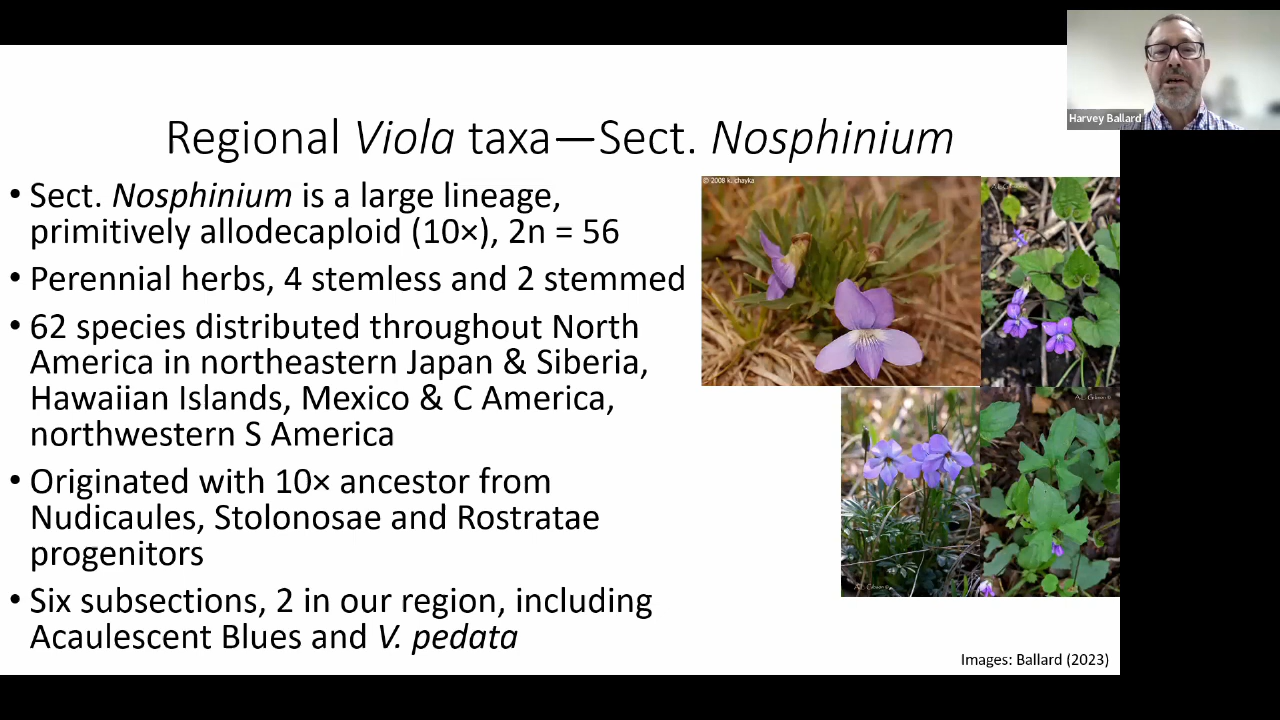 Harvey Ballard
Regional Viola taxa—Sect. Nosphinium
• Sect. Nosphinium is a large lineage,
primitively allodecaploid (10×), 2n = 56
• Perennial herbs, 4 stemless and 2 stemmed
• 62 species distributed throughout North
America in northeastern Japan & Siberia,
Hawaiian Islands, Mexico & C America,
northwestern S America
• Originated with 10× ancestor from
Nudicaules, Stolonosae and Rostratae
progenitors
• Six subsections, 2 in our region, including
Acaulescent Blues and V. pedata
© 2008 k. chayka
A.L. Gibson ©
A.L. Gibson ©
Images: Ballard (2023)